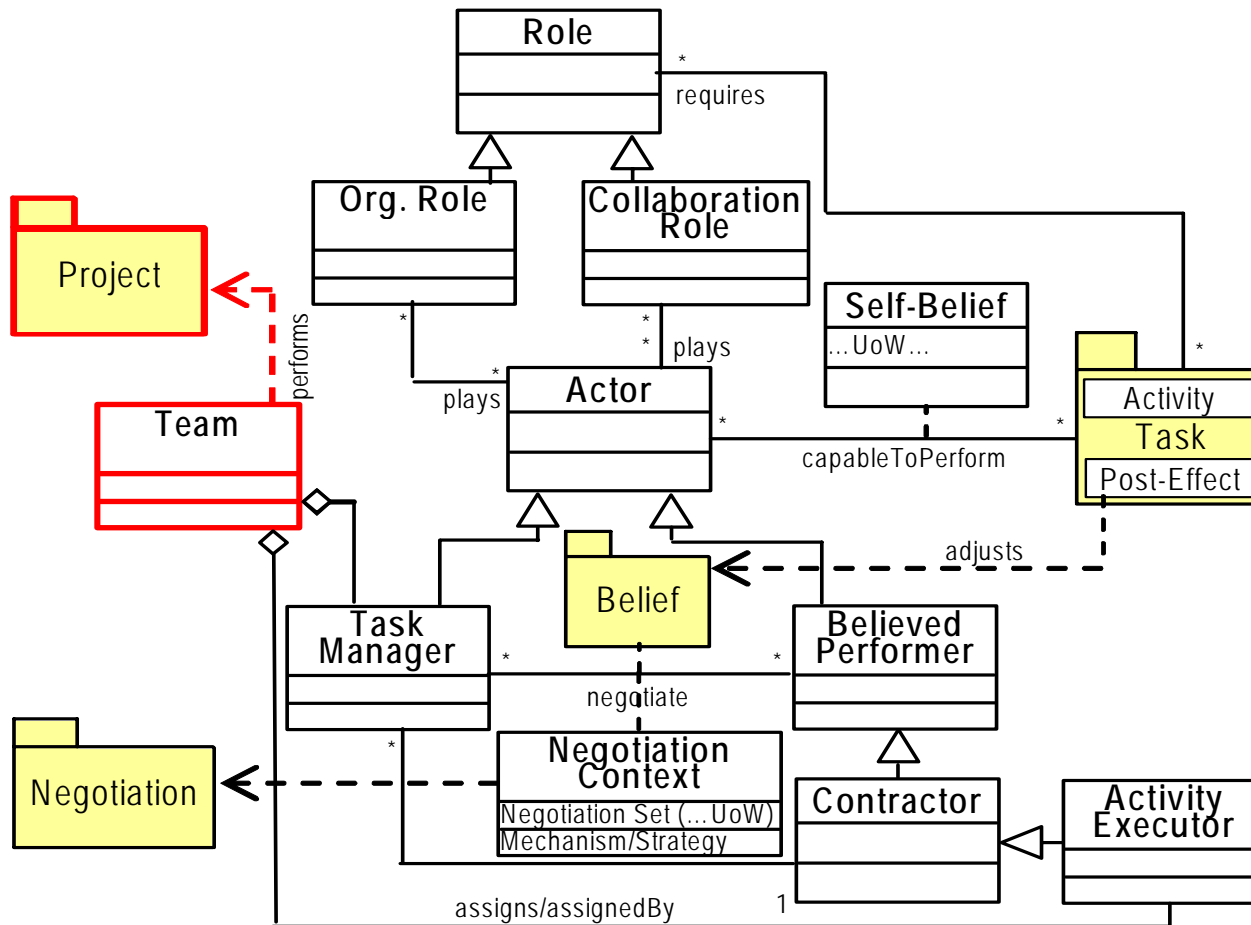 Role
*
requires
Org. Role
Collaboration
Role
Project
Self-Belief
...UoW...
*
*
*
*
plays
*
performs
Actor
*
plays
Activity
Team
*
*
Task
capableToPerform
Post-Effect
adjusts
Belief
Task
Manager
Believed
Performer
*
*
negotiate
*
Negotiation
Context
Negotiation
Contractor
Activity
Executor
Negotiation Set (...UoW)
Mechanism/Strategy
assigns/assignedBy
1